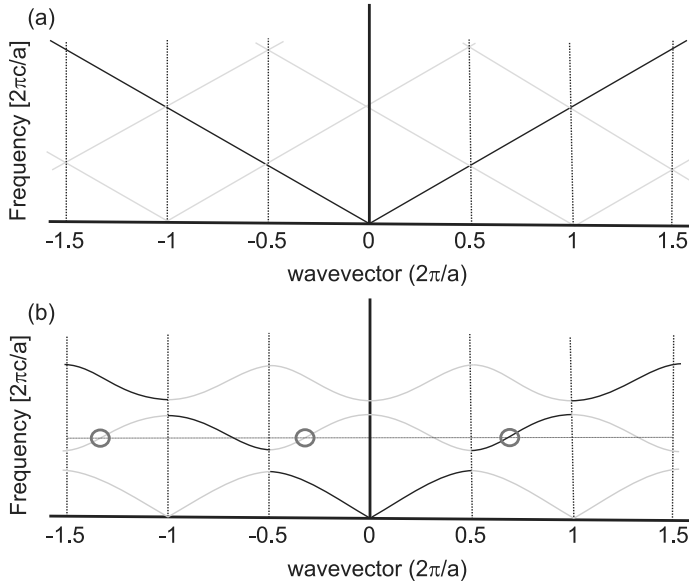 (a)
Frequency [2πc/a]
-1.5 -1 -0.5 0 0.5 1 1.5
wavevector (2π/a)
(b)
Frequency [2πc/a]
-1.5 -1 -0.5 0 0.5 1 1.5
wavevector (2π/a)